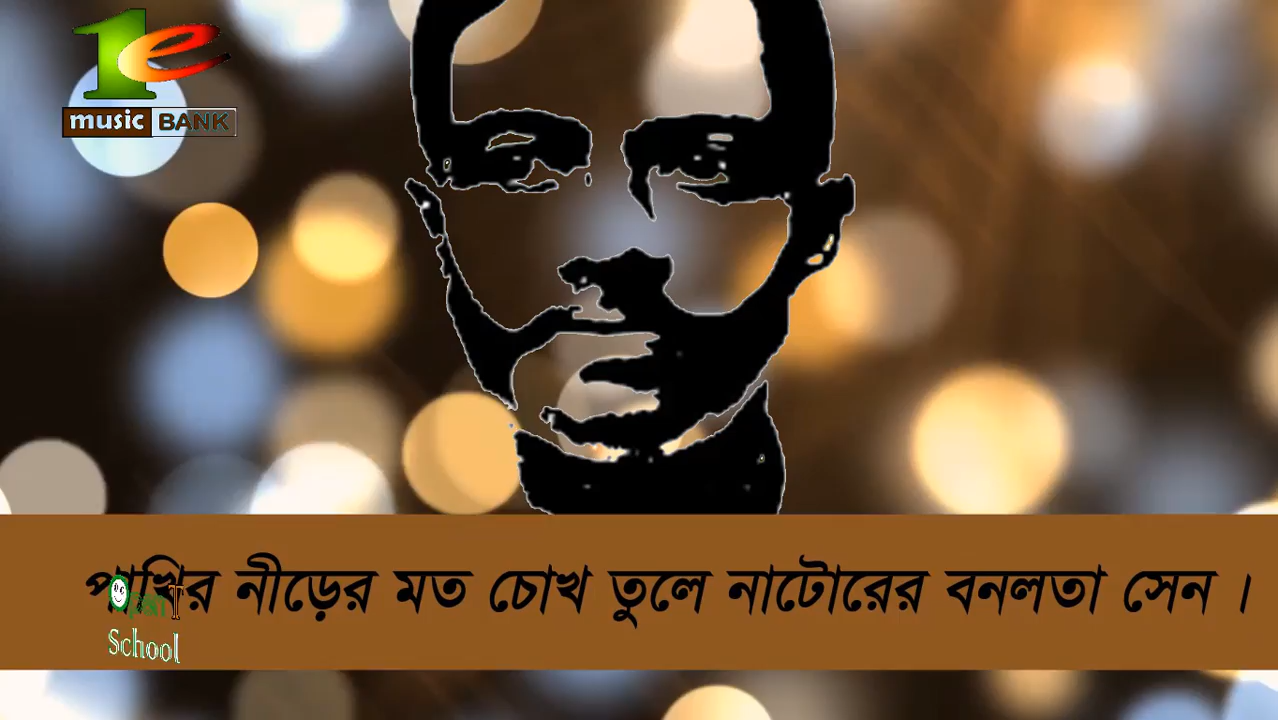 1e
music BANK
পাখির নীড়ের মত চোখ তুলে নাটোরের বনলতা সেন ।
School